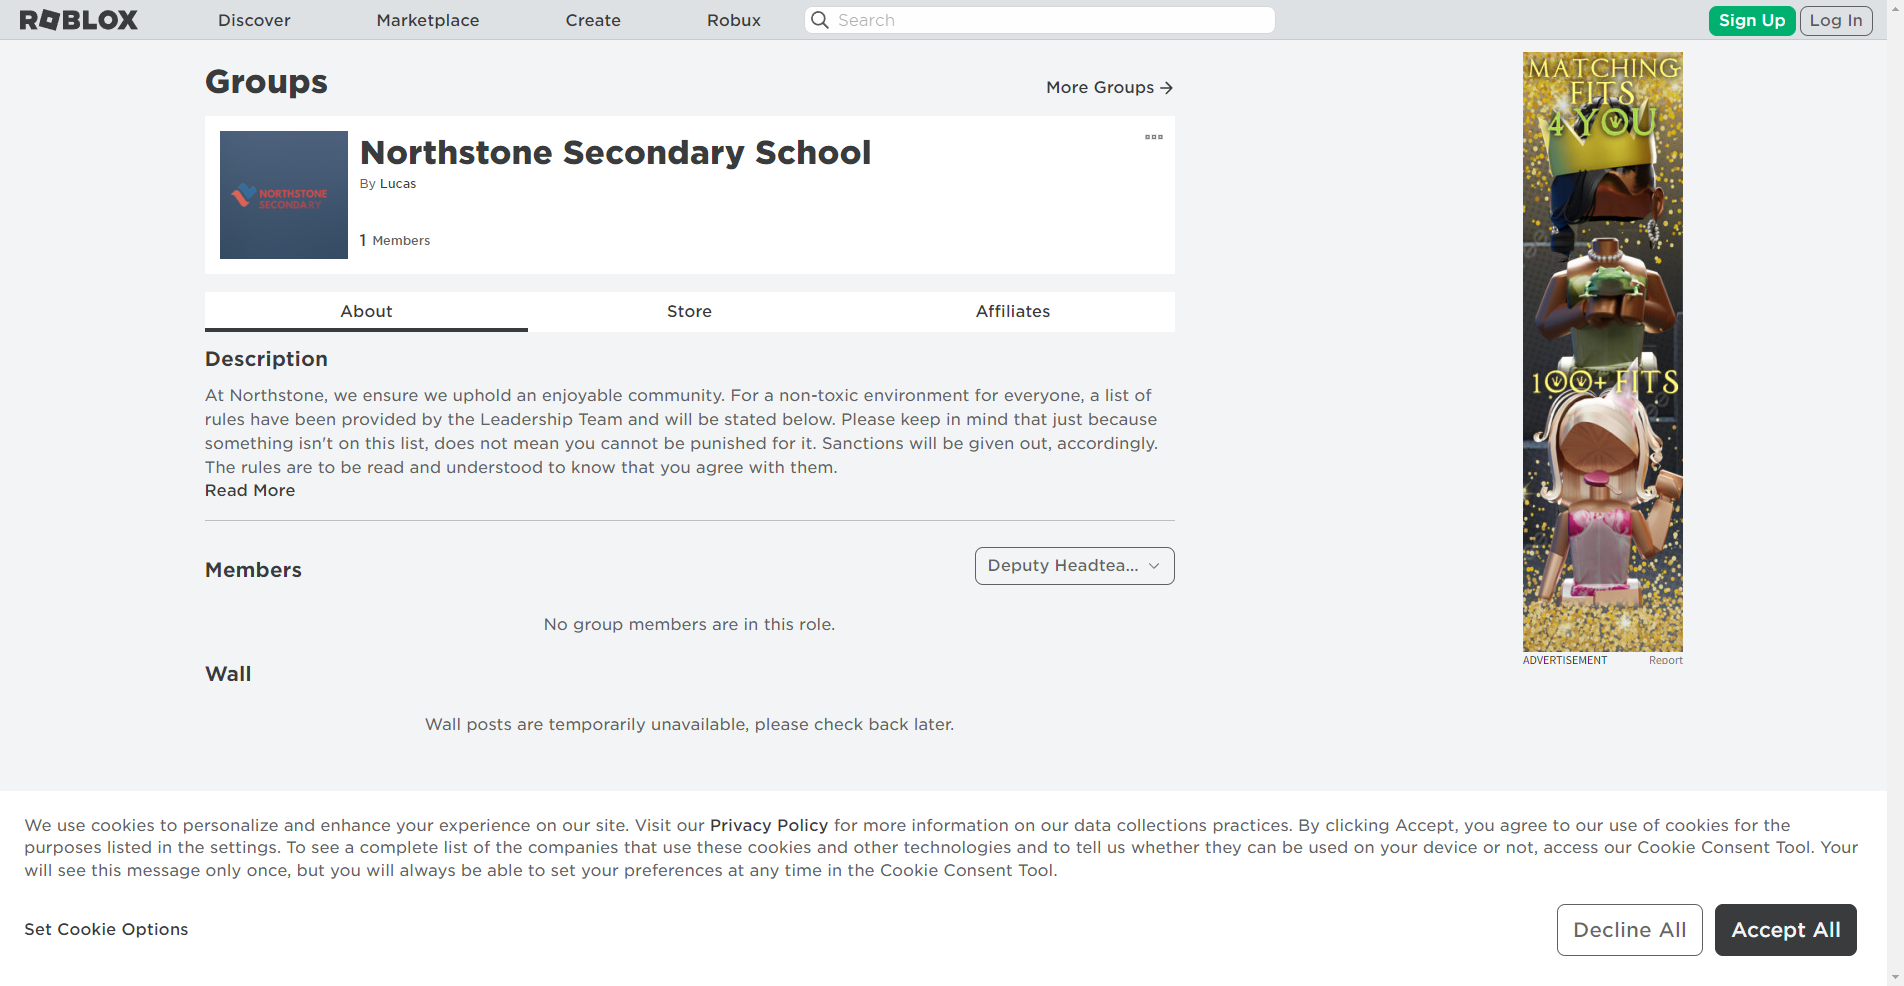 ROBLOX
Discover
Marketplace
Create
Robux
Search
Sign Up
Log In
Groups
More Groups
NORTHSTONE
SECONDARY
Northstone Secondary School
By Lucas
1 Members
About
Store
Affiliates
Description
At Northstone, we ensure we uphold an enjoyable community. For a non-toxic environment for everyone, a list of
rules have been provided by the Leadership Team and will be stated below. Please keep in mind that just because
something isn't on this list, does not mean you cannot be punished for it. Sanctions will be given out, accordingly.
The rules are to be read and understood to know that you agree with them.
Read More
Members
Deputy Headtea...
No group members are in this role.
Wall
Wall posts are temporarily unavailable, please check back later.
MATCHING
FITS
4 YOU
100+ FITS
ADVERTISEMENT
Report
We use cookies to personalize and enhance your experience on our site. Visit our Privacy Policy for more information on our data collections practices. By clicking Accept, you agree to our use of cookies for the
purposes listed in the settings. To see a complete list of the companies that use these cookies and other technologies and to tell us whether they can be used on your device or not, access our Cookie Consent Tool. Your
will see this message only once, but you will always be able to set your preferences at any time in the Cookie Consent Tool.
Set Cookie Options
Decline All
Accept All